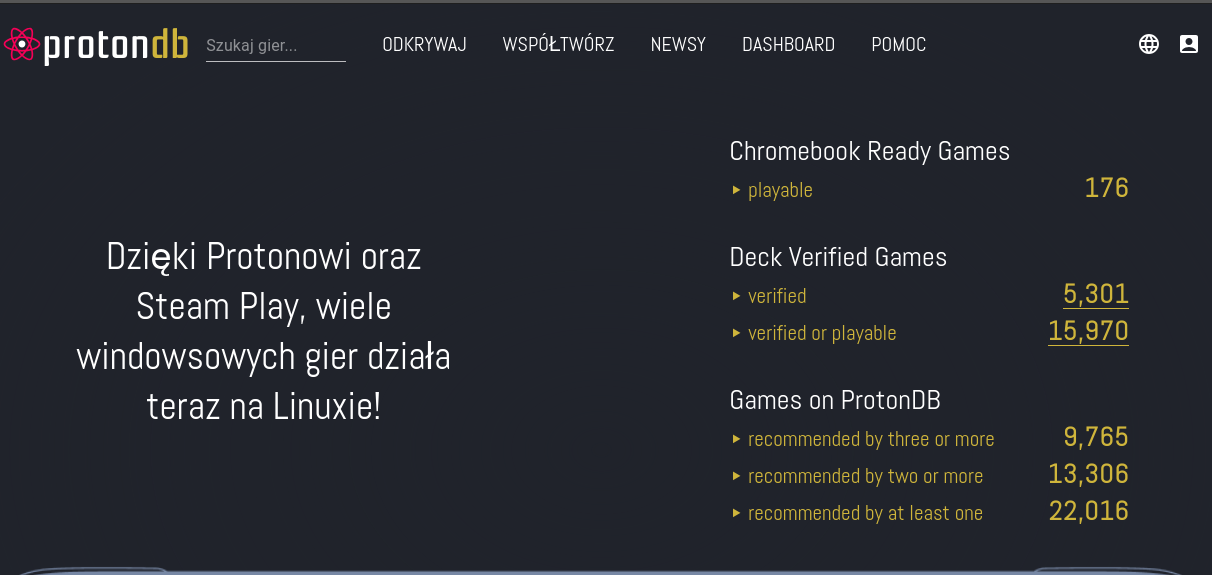 protondb
Szukaj gier...
ODKRYWAJ
WSPÓŁTWÓRZ
NEWSY
DASHBOARD
POMOC
Dzięki Protonowi oraz
Steam Play, wiele
windowsowych gier działa
teraz na Linuxie!
Chromebook Ready Games
playable 176
Deck Verified Games
verified 5,301
verified or playable 15,970
Games on ProtonDB
recommended by three or more 9,765
recommended by two or more 13,306
recommended by at least one 22,016